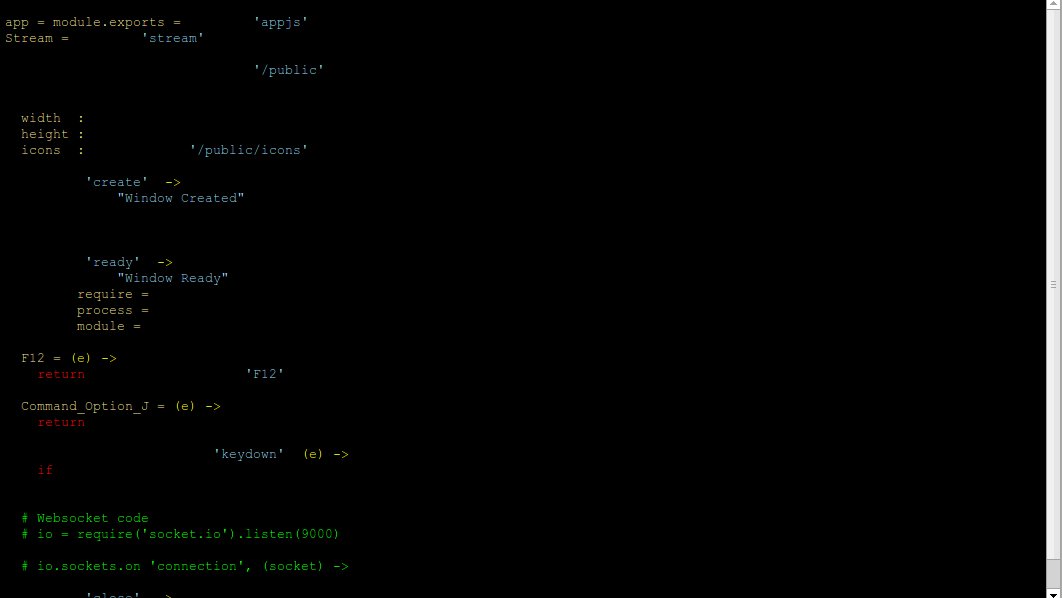 app = module.exports = 'appjs'
Stream = 'stream'
'/public'
width :
height :
icons : '/public/icons'
'create' ->
"Window Created"
'ready' ->
"Window Ready"
require =
process =
module =
F12 = (e) ->
return 'F12'
Command_Option_J = (e) ->
return
'keydown' (e) ->
if
# Websocket code
# io = require('socket.io').listen(9000)
# io.sockets.on 'connection', (socket) ->
'close' ->